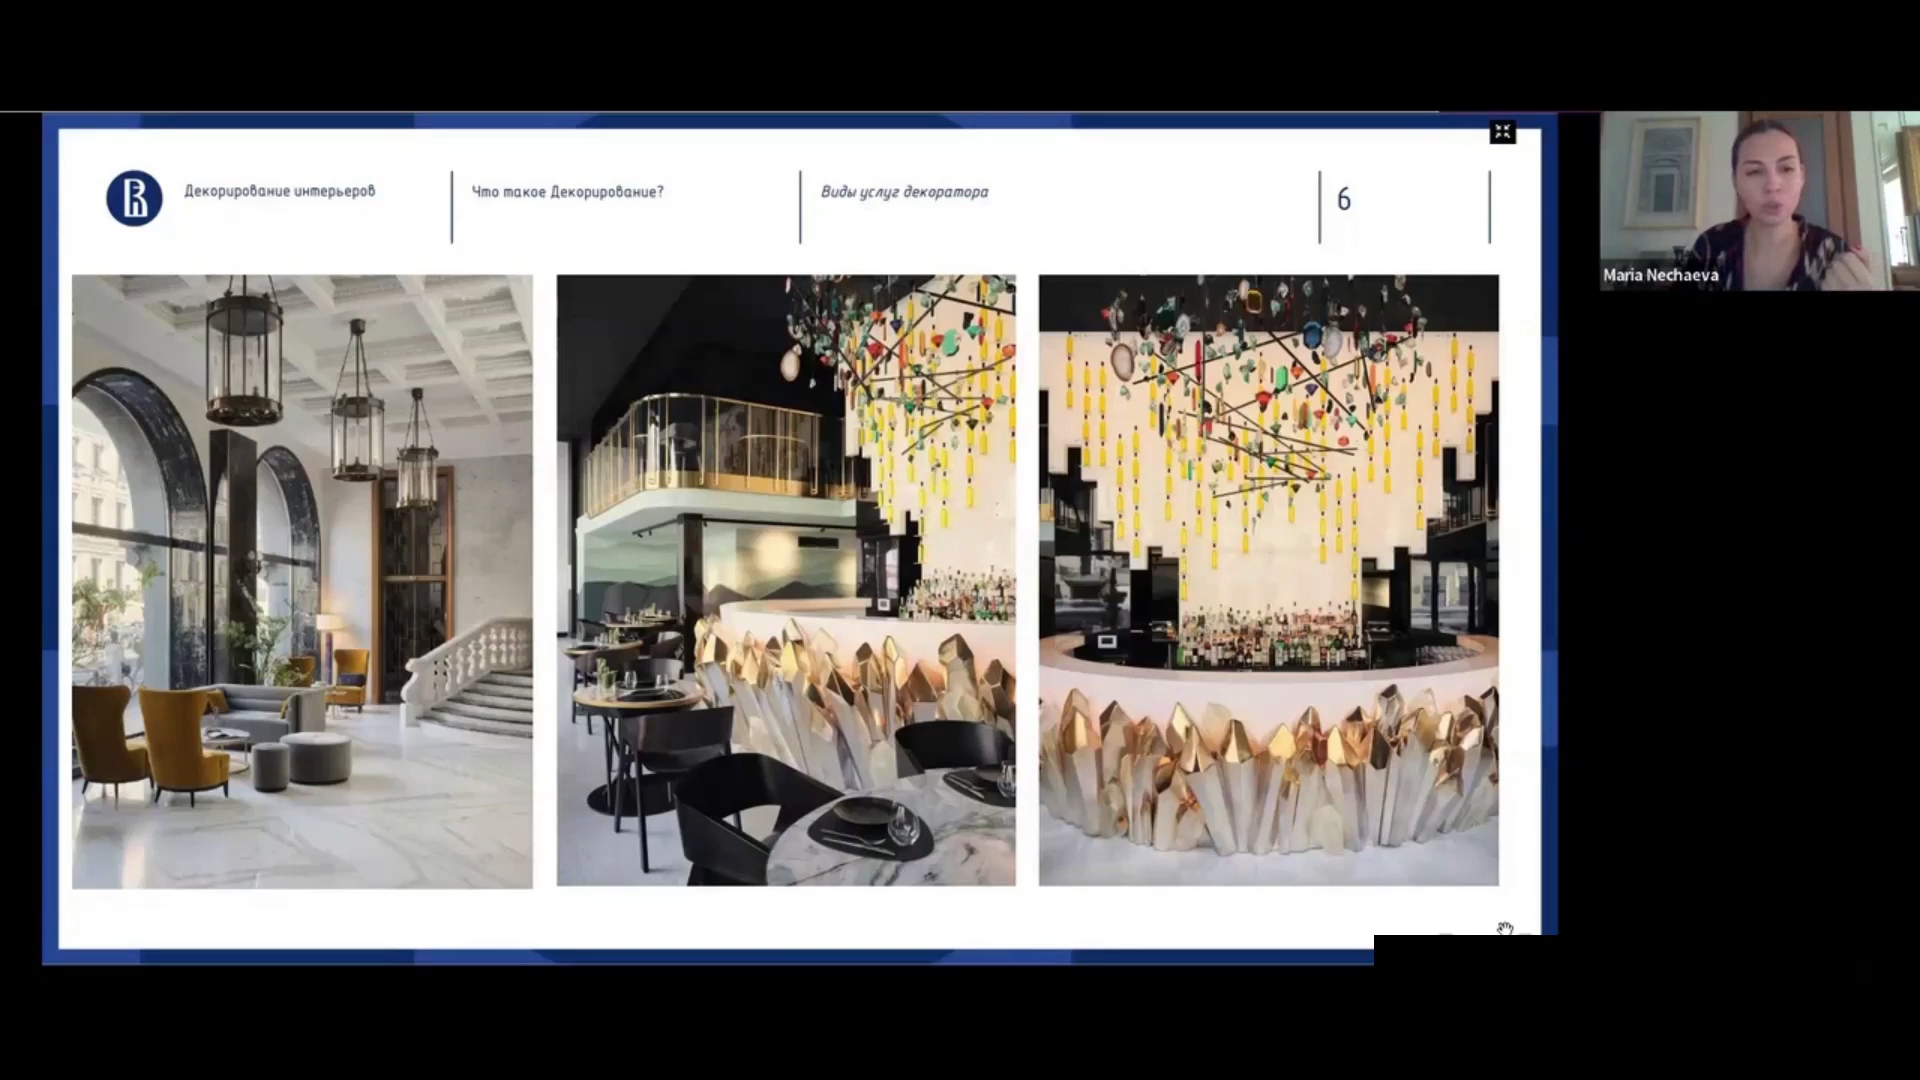 Декорирование интерьеров
Что такое Декорирование?
Виды услуг декоратора
6
Maria Nechaeva